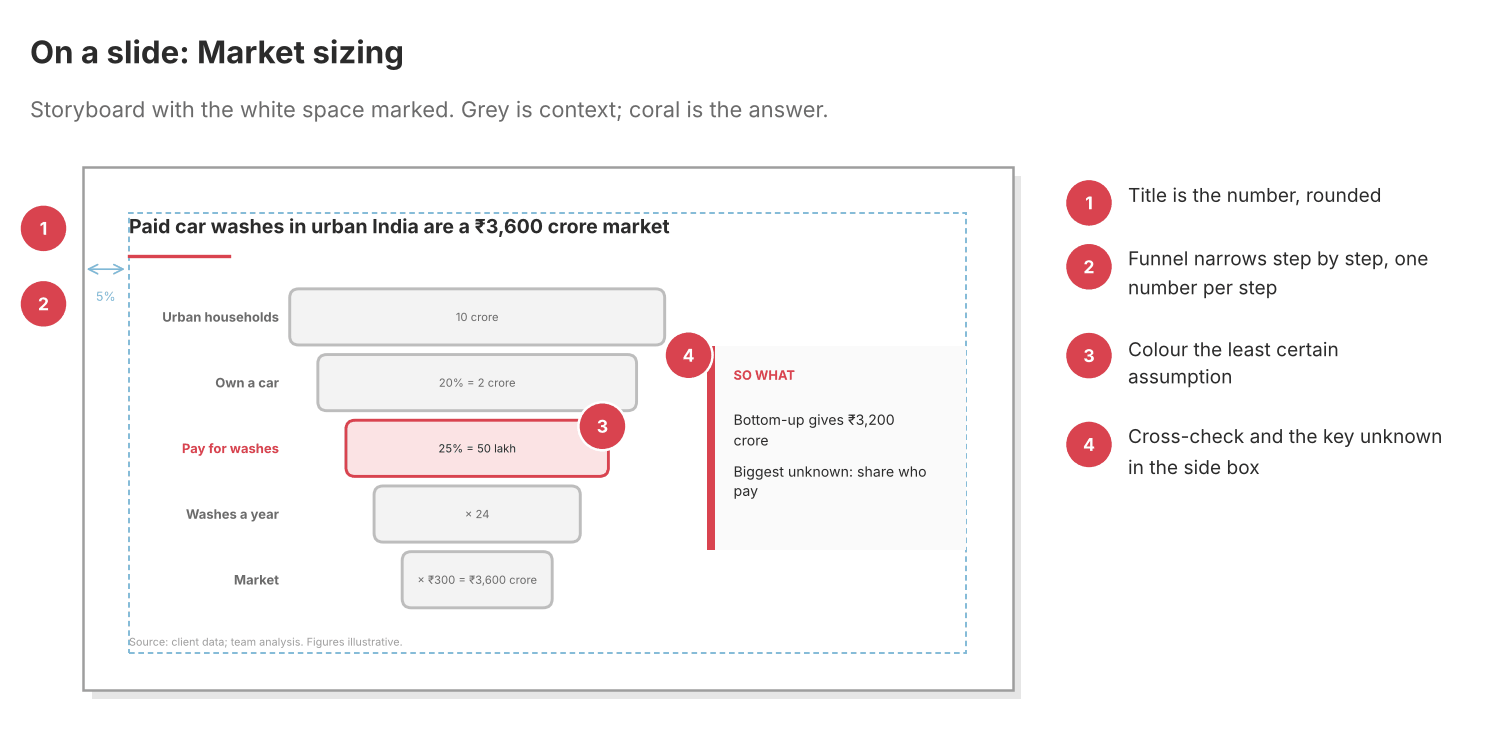 On a slide: Market sizing
Storyboard with the white space marked. Grey is context; coral is the answer.
1
2
5%
Paid car washes in urban India are a ₹3,600 crore market
Urban households
10 crore
Own a car
20% = 2 crore
Pay for washes
25% = 50 lakh
3
Washes a year
× 24
Market
× ₹300 = ₹3,600 crore
4
SO WHAT
Bottom-up gives ₹3,200
crore
Biggest unknown: share who
pay
Source: client data; team analysis. Figures illustrative.
1
Title is the number, rounded
2
Funnel narrows step by step, one
number per step
3
Colour the least certain
assumption
4
Cross-check and the key unknown
in the side box